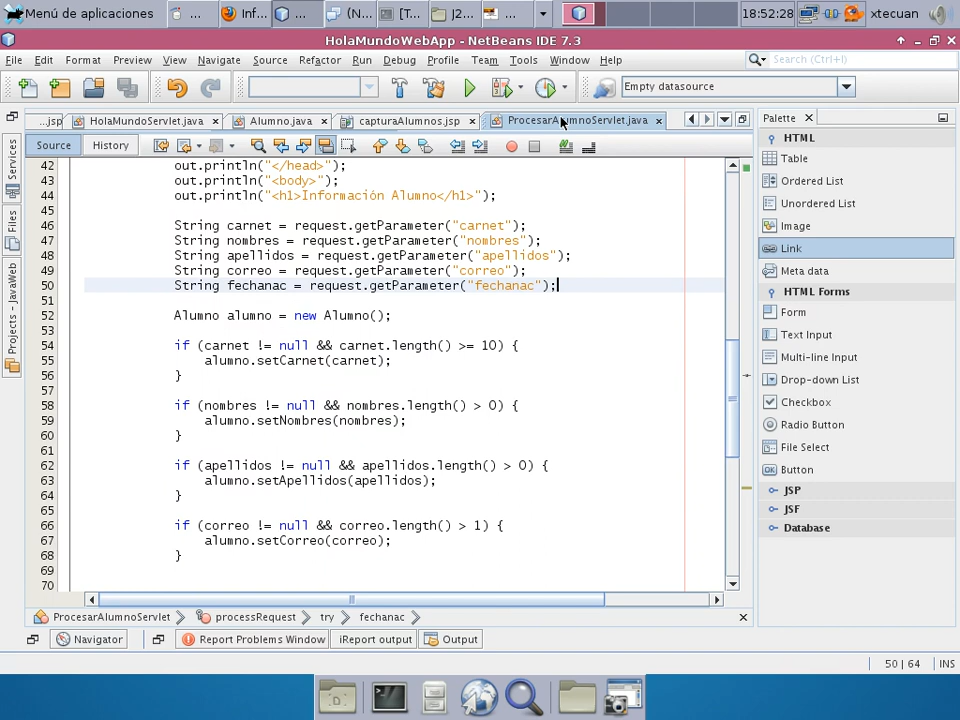 Menú de aplicaciones
...
Inf...
...
(N...
[T...
J2...
...
18:52:28
xtecuan
HolaMundoWebApp - NetBeans IDE 7.3
File Edit Format Preview View Navigate Source Refactor Run Debug Profile Team Tools Window Help
Search (Ctrl+I)
Empty datasource
...jsp
HolaMundoServlet.java
Alumno.java
capturaAlumnos.jsp
ProcesarAlumnoServlet.java
Source
History
Services
Files
Projects - JavaWeb
42 out.println("</head>");
43 out.println("<body>");
44 out.println("<h1>Información Alumno</h1>");
45
46 String carnet = request.getParameter("carnet");
47 String nombres = request.getParameter("nombres");
48 String apellidos = request.getParameter("apellidos");
49 String correo = request.getParameter("correo");
50 String fechanac = request.getParameter("fechanac");
51
52 Alumno alumno = new Alumno();
53
54 if (carnet != null && carnet.length() >= 10) {
55 alumno.setCarnet(carnet);
56 }
57
58 if (nombres != null && nombres.length() > 0) {
59 alumno.setNombres(nombres);
60 }
61
62 if (apellidos != null && apellidos.length() > 0) {
63 alumno.setApellidos(apellidos);
64 }
65
66 if (correo != null && correo.length() > 1) {
67 alumno.setCorreo(correo);
68 }
69
70
Palette
HTML
Table
Ordered List
Unordered List
Image
Link
Meta data
HTML Forms
Form
Text Input
Multi-line Input
Drop-down List
Checkbox
Radio Button
File Select
Button
JSP
JSF
Database
ProcesarAlumnoServlet
processRequest
try
fechanac
Navigator
Report Problems Window
iReport output
Output
50 | 64
INS